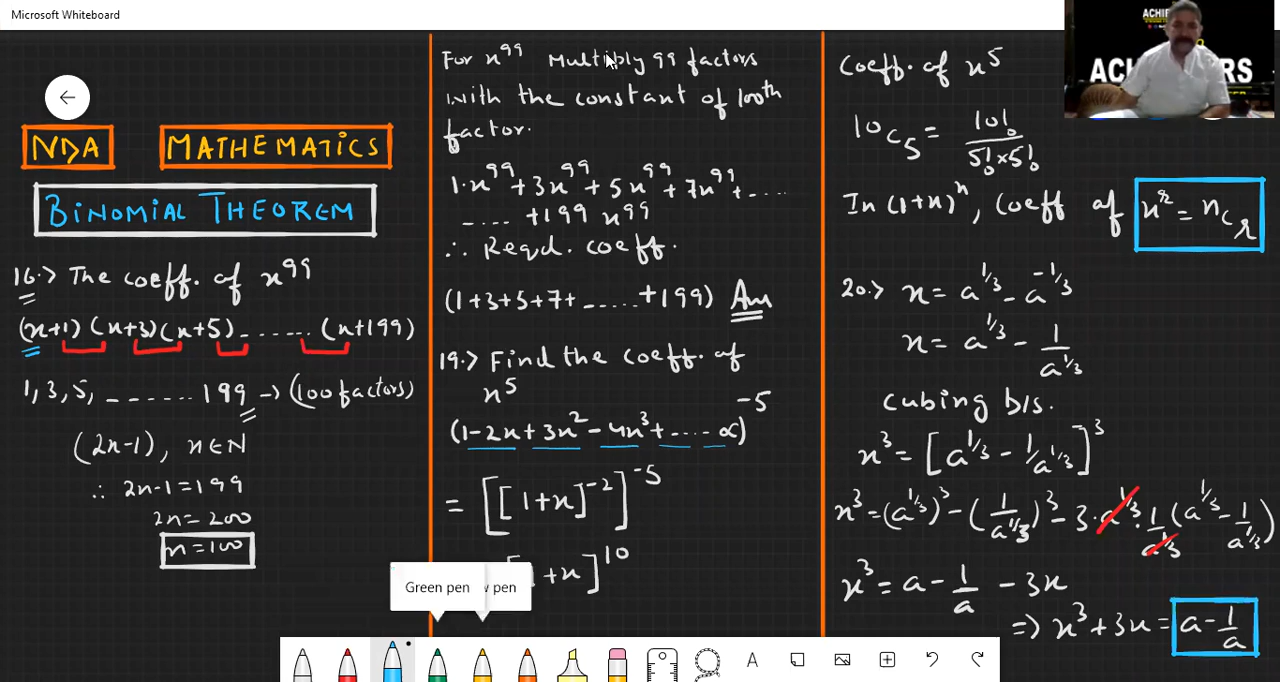 Microsoft Whiteboard
NDA MATHEMATICS
BINOMIAL THEOREM
16.> The coeff. of x^99
(x+1)(x+3)(x+5)........(x+199)
1, 3, 5, ........ 199 → (100 factors)
(2n-1), n∈N
∴ 2n-1=199
2n=200
n=100
For x^99 Multiply 99 factors
with the constant of 100th
factor.
1·x^99+3x^99+5x^99+7x^99+....
.... +199 x^99
∴ Reqd. coeff.
(1+3+5+7+......+199) Ans
19.> Find the coeff. of
x^5
(1-2x+3x^2-4x^3+....∝)^-5
= [[1+x]^-2]^-5
+x]^10
Green pen
w pen
Coeff. of x^5
10C5 = 10!/(5!×5!)
In (1+x)^n, Coeff of x^r = nCr
20.> x=a^1/3-a^-1/3
x=a^1/3 - 1/a^1/3
cubing b/s.
x^3=[a^1/3-1/a^1/3]^3
x^3=(a^1/3)^3-(1/a^1/3)^3-3·a^1/3·1/a^1/3(a^1/3-1/a^1/3)
x^3=a-1/a-3x
⇒ x^3+3x=a-1/a